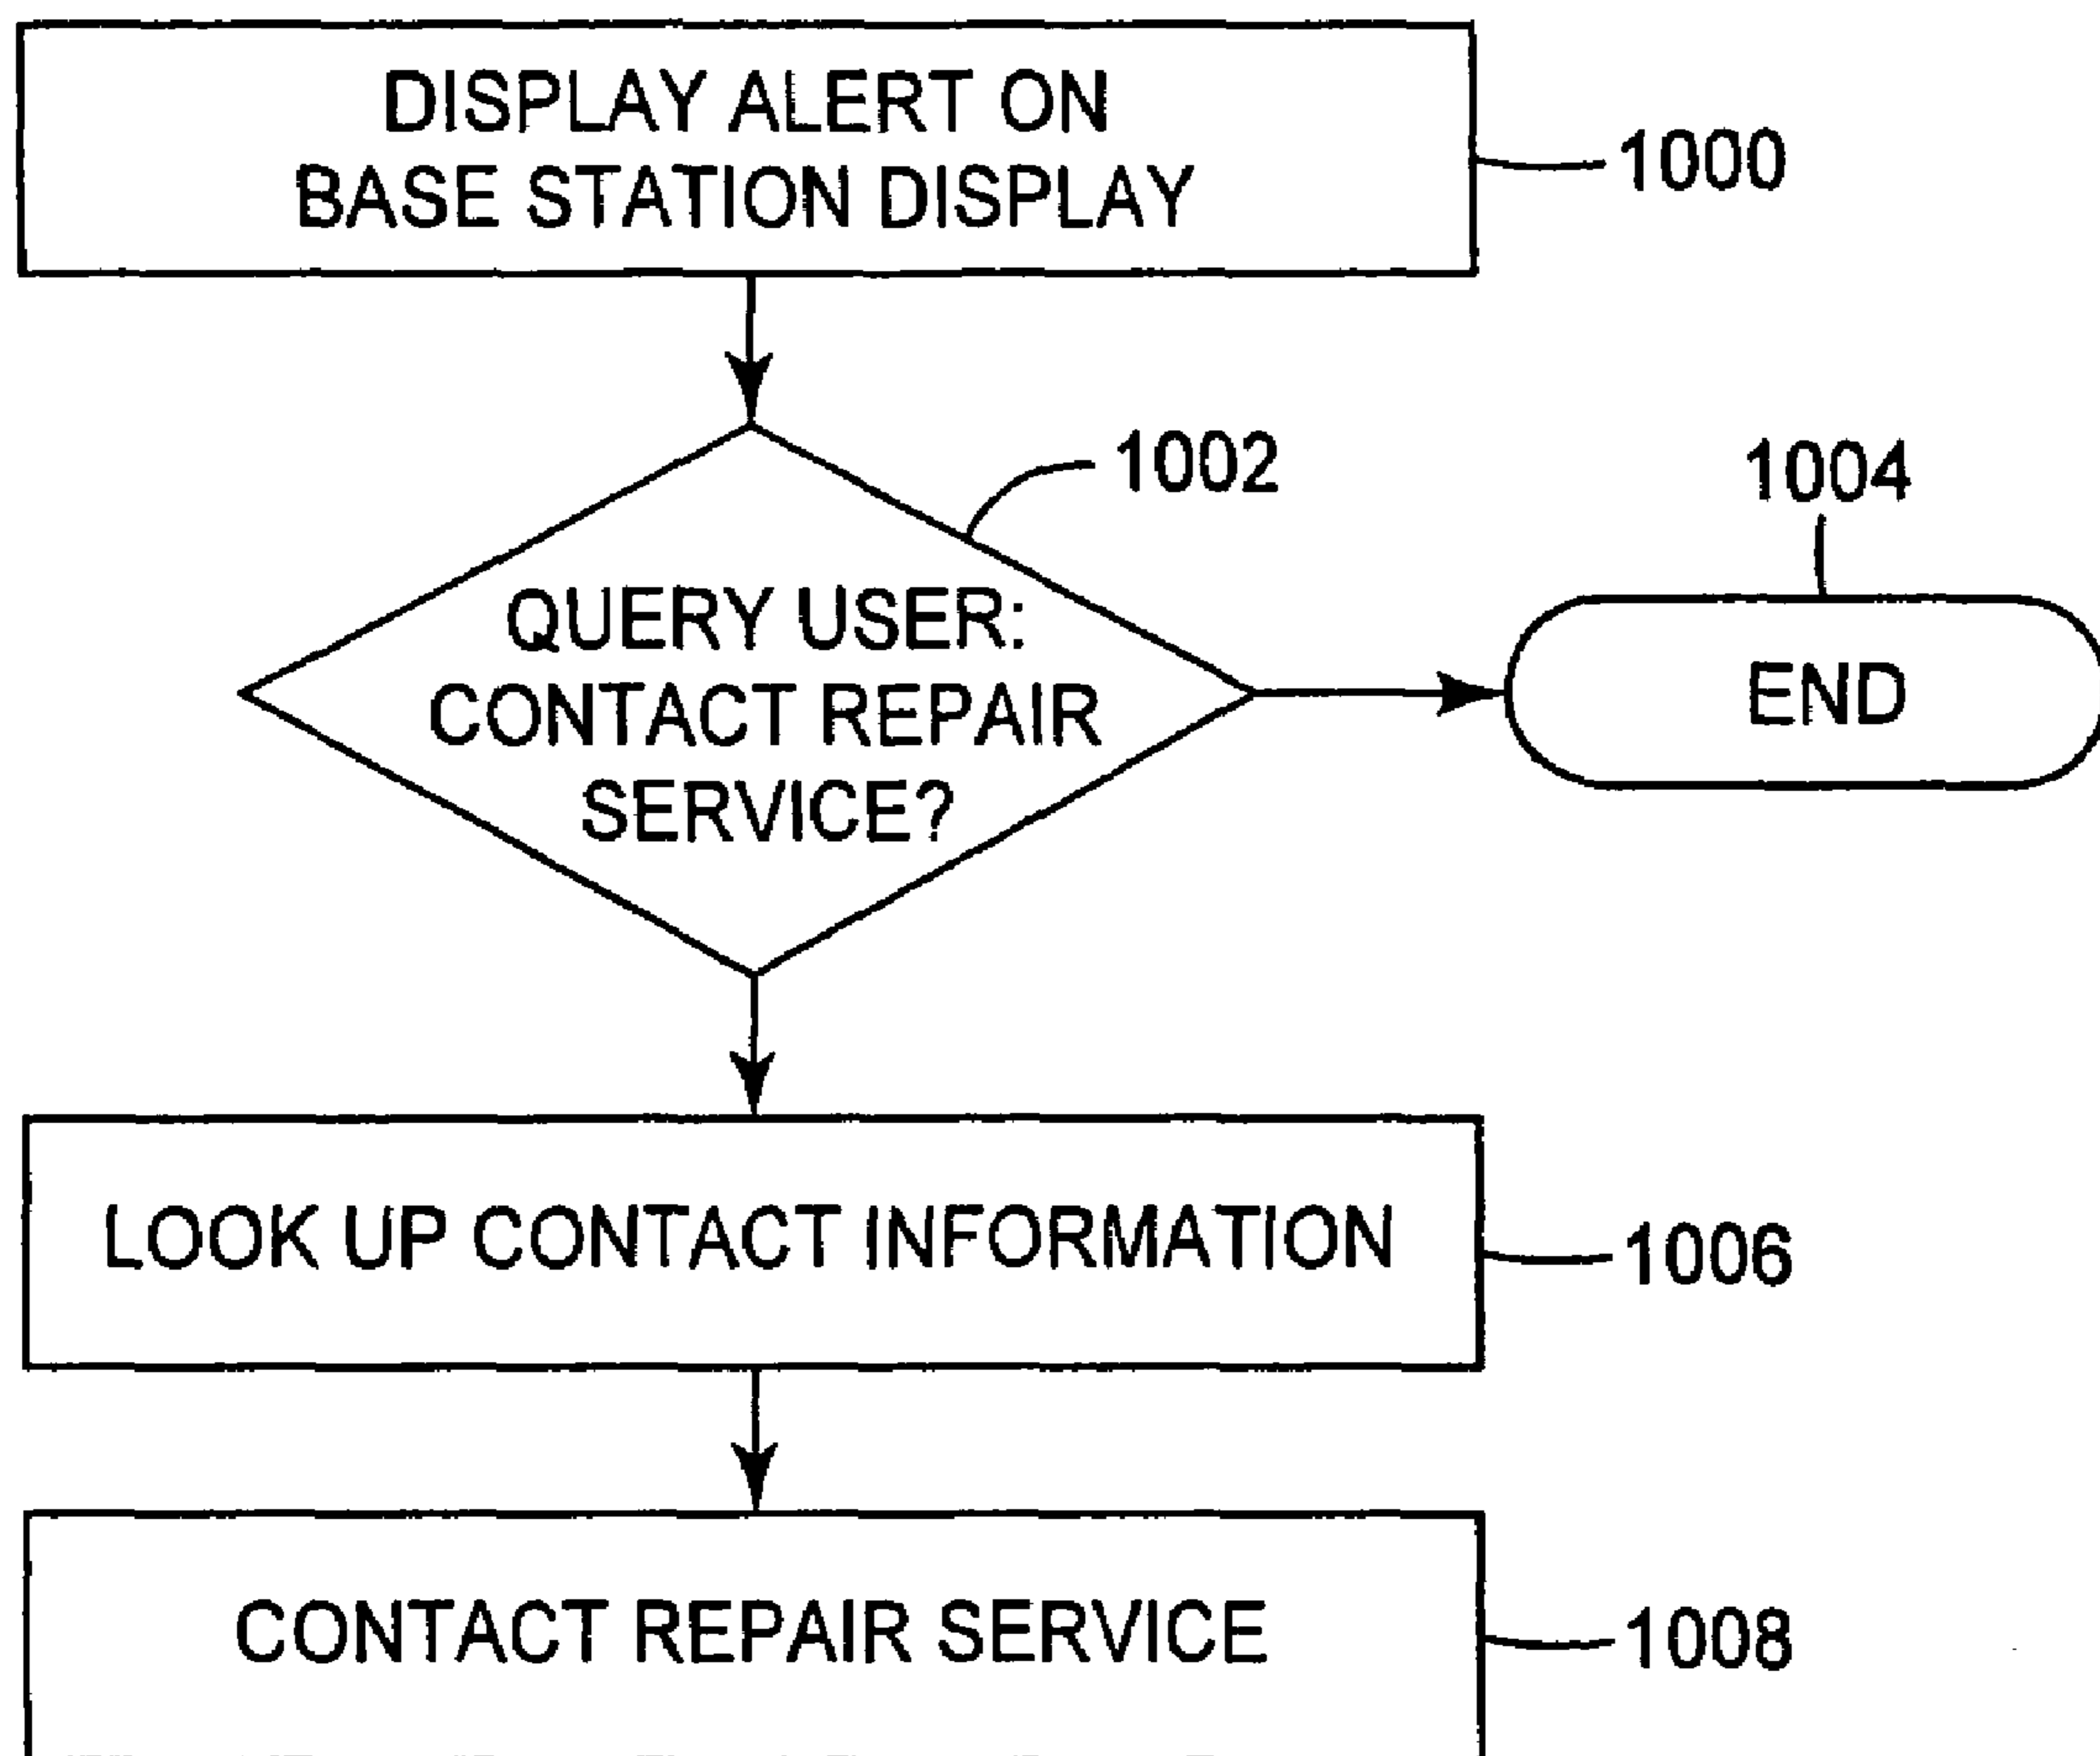 DISPLAY ALERT ON
BASE STATION DISPLAY
1000
1002
1004
QUERY USER:
CONTACT REPAIR
SERVICE?
END
LOOK UP CONTACT INFORMATION
1006
CONTACT REPAIR SERVICE
1008